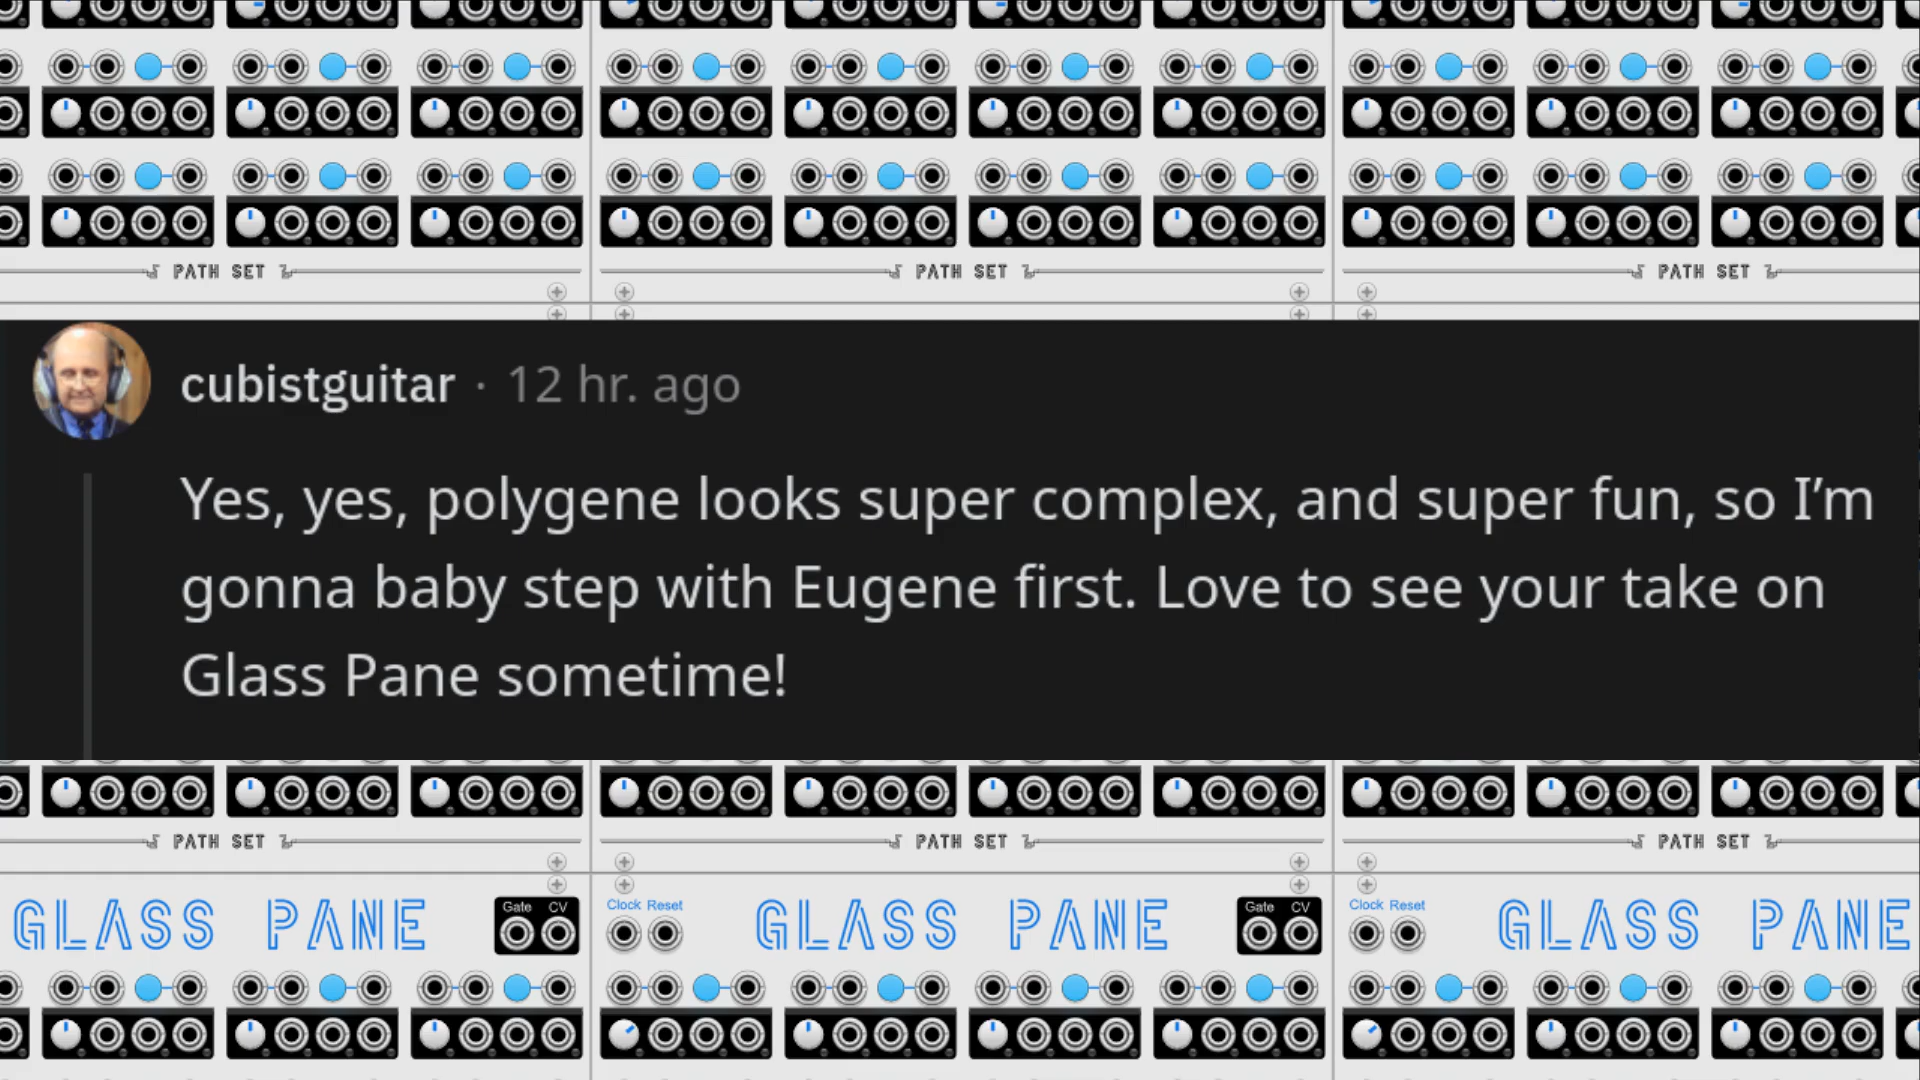 PATH SET PATH SET PATH SET
cubistguitar · 12 hr. ago
Yes, yes, polygene looks super complex, and super fun, so I’m
gonna baby step with Eugene first. Love to see your take on
Glass Pane sometime!
PATH SET PATH SET PATH SET
GLASS PANE Gate CV Clock Reset GLASS PANE Gate CV Clock Reset GLASS PANE